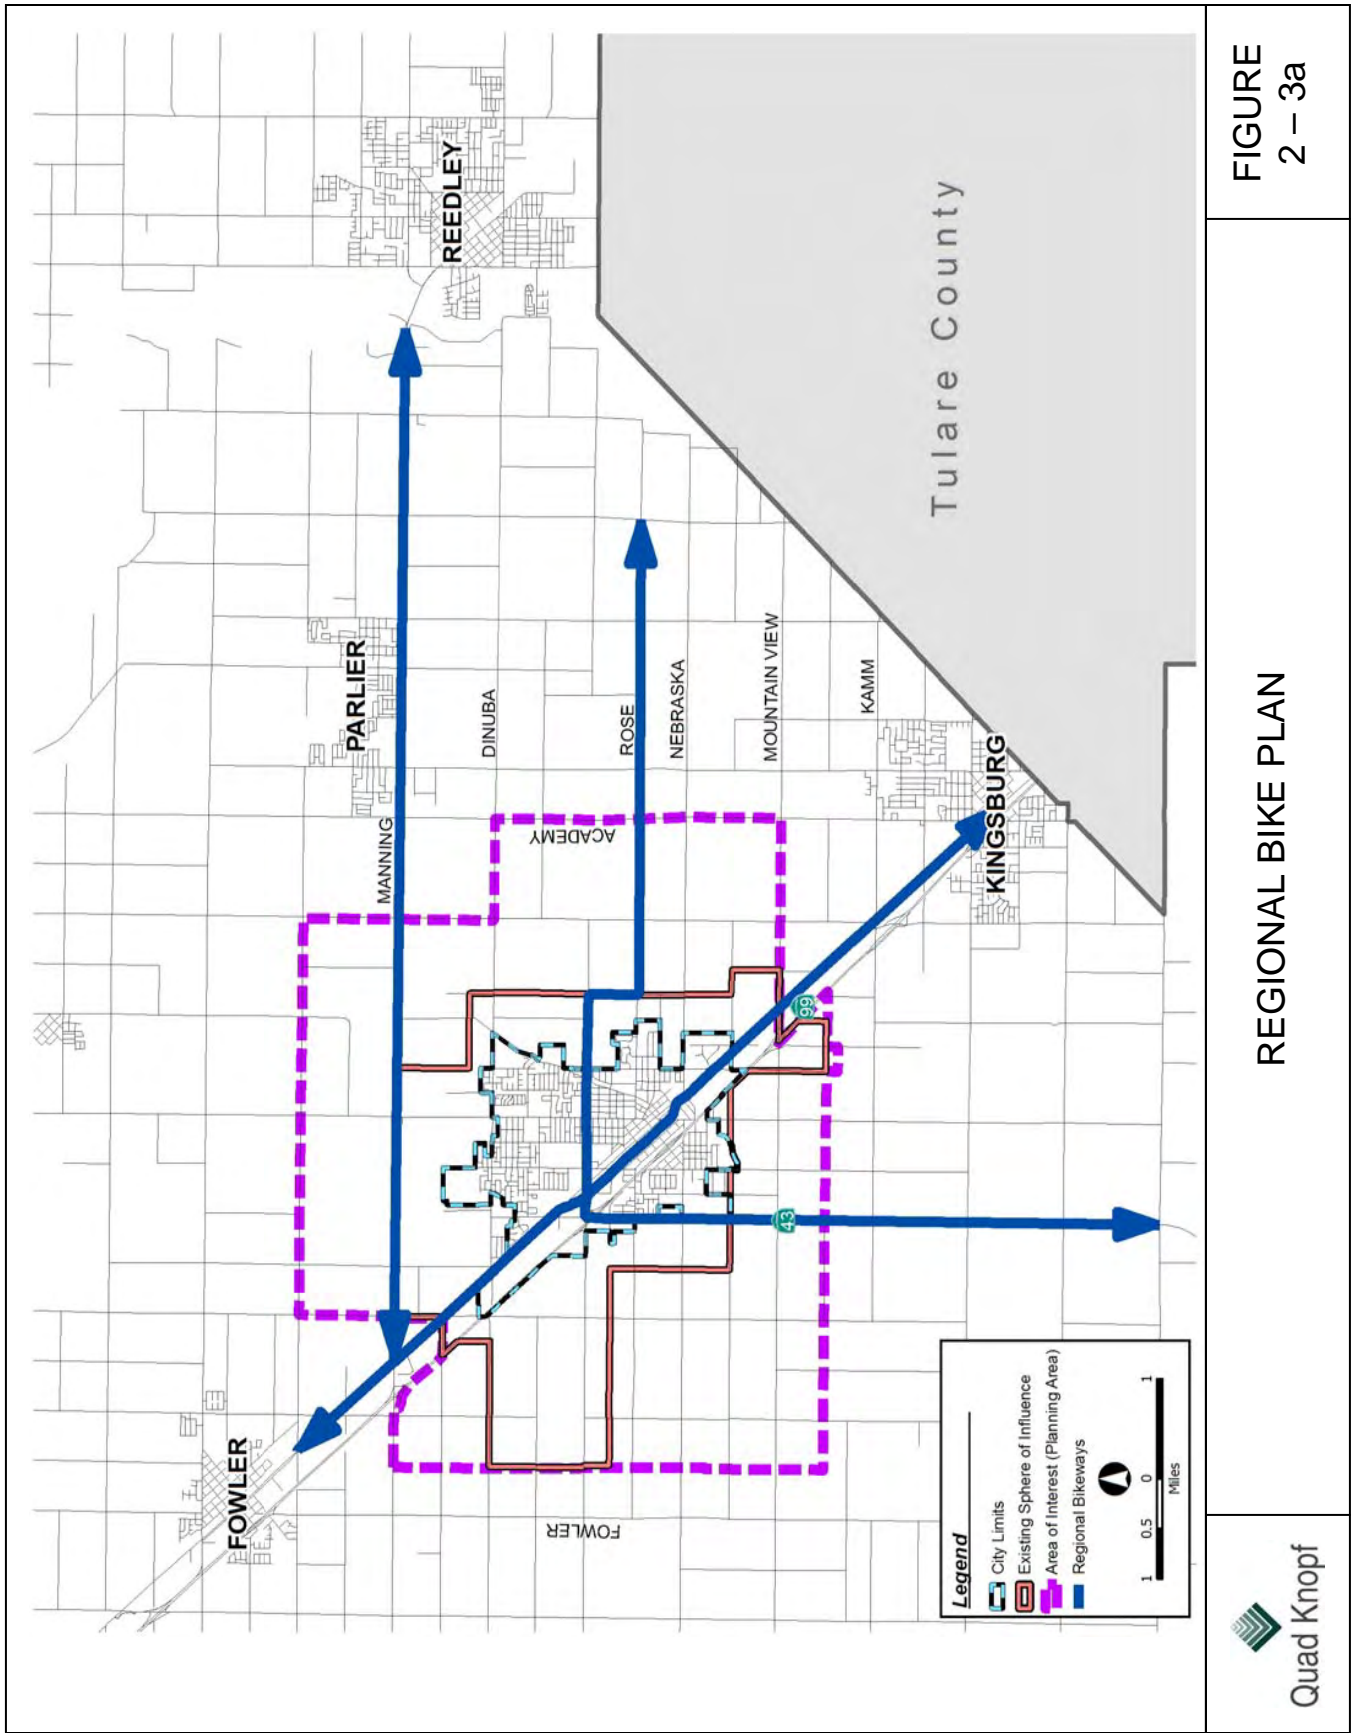 REEDLEY
PARLIER
FOWLER
KINGSBURG
Tulare County
MANNING
DINUBA
ACADEMY
ROSE
NEBRASKA
MOUNTAIN VIEW
KAMM
FOWLER
99
43
Legend
City Limits
Existing Sphere of Influence
Area of Interest (Planning Area)
Regional Bikeways
1 0.5 0 1
Miles
Quad Knopf
REGIONAL BIKE PLAN
FIGURE
2 – 3a